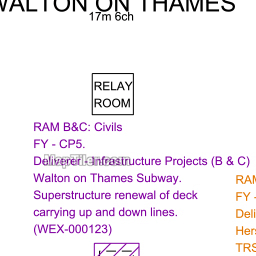 WALTON ON THAMES
17m 6ch
RELAY
ROOM
RAM B&C: Civils
FY - CP5.
Deliverer - Infrastructure Projects (B & C)
Walton on Thames Subway.
Superstructure renewal of deck
carrying up and down lines.
(WEX-000123)
RAM
FY -
Deli
Hers
TRS